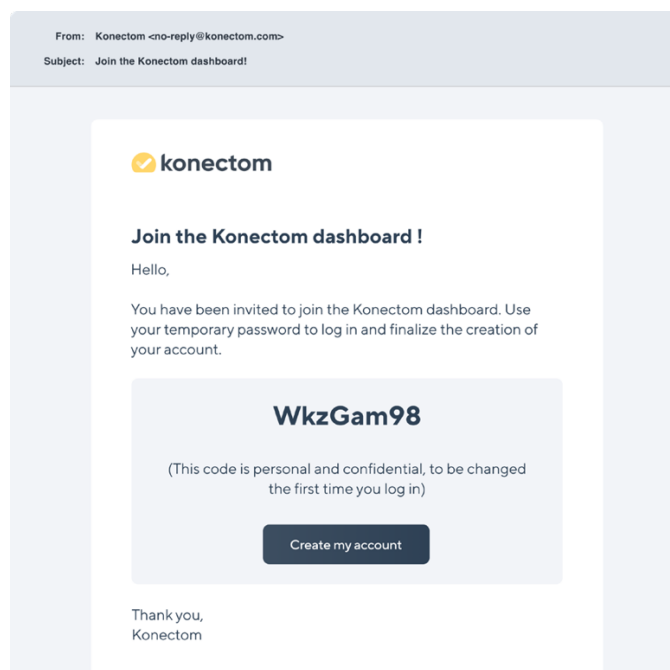 From: Konectom <no-reply@konectom.com>
Subject: Join the Konectom dashboard!
konectom
Join the Konectom dashboard !
Hello,
You have been invited to join the Konectom dashboard. Use
your temporary password to log in and finalize the creation of
your account.
WkzGam98
(This code is personal and confidential, to be changed
the first time you log in)
Create my account
Thank you,
Konectom